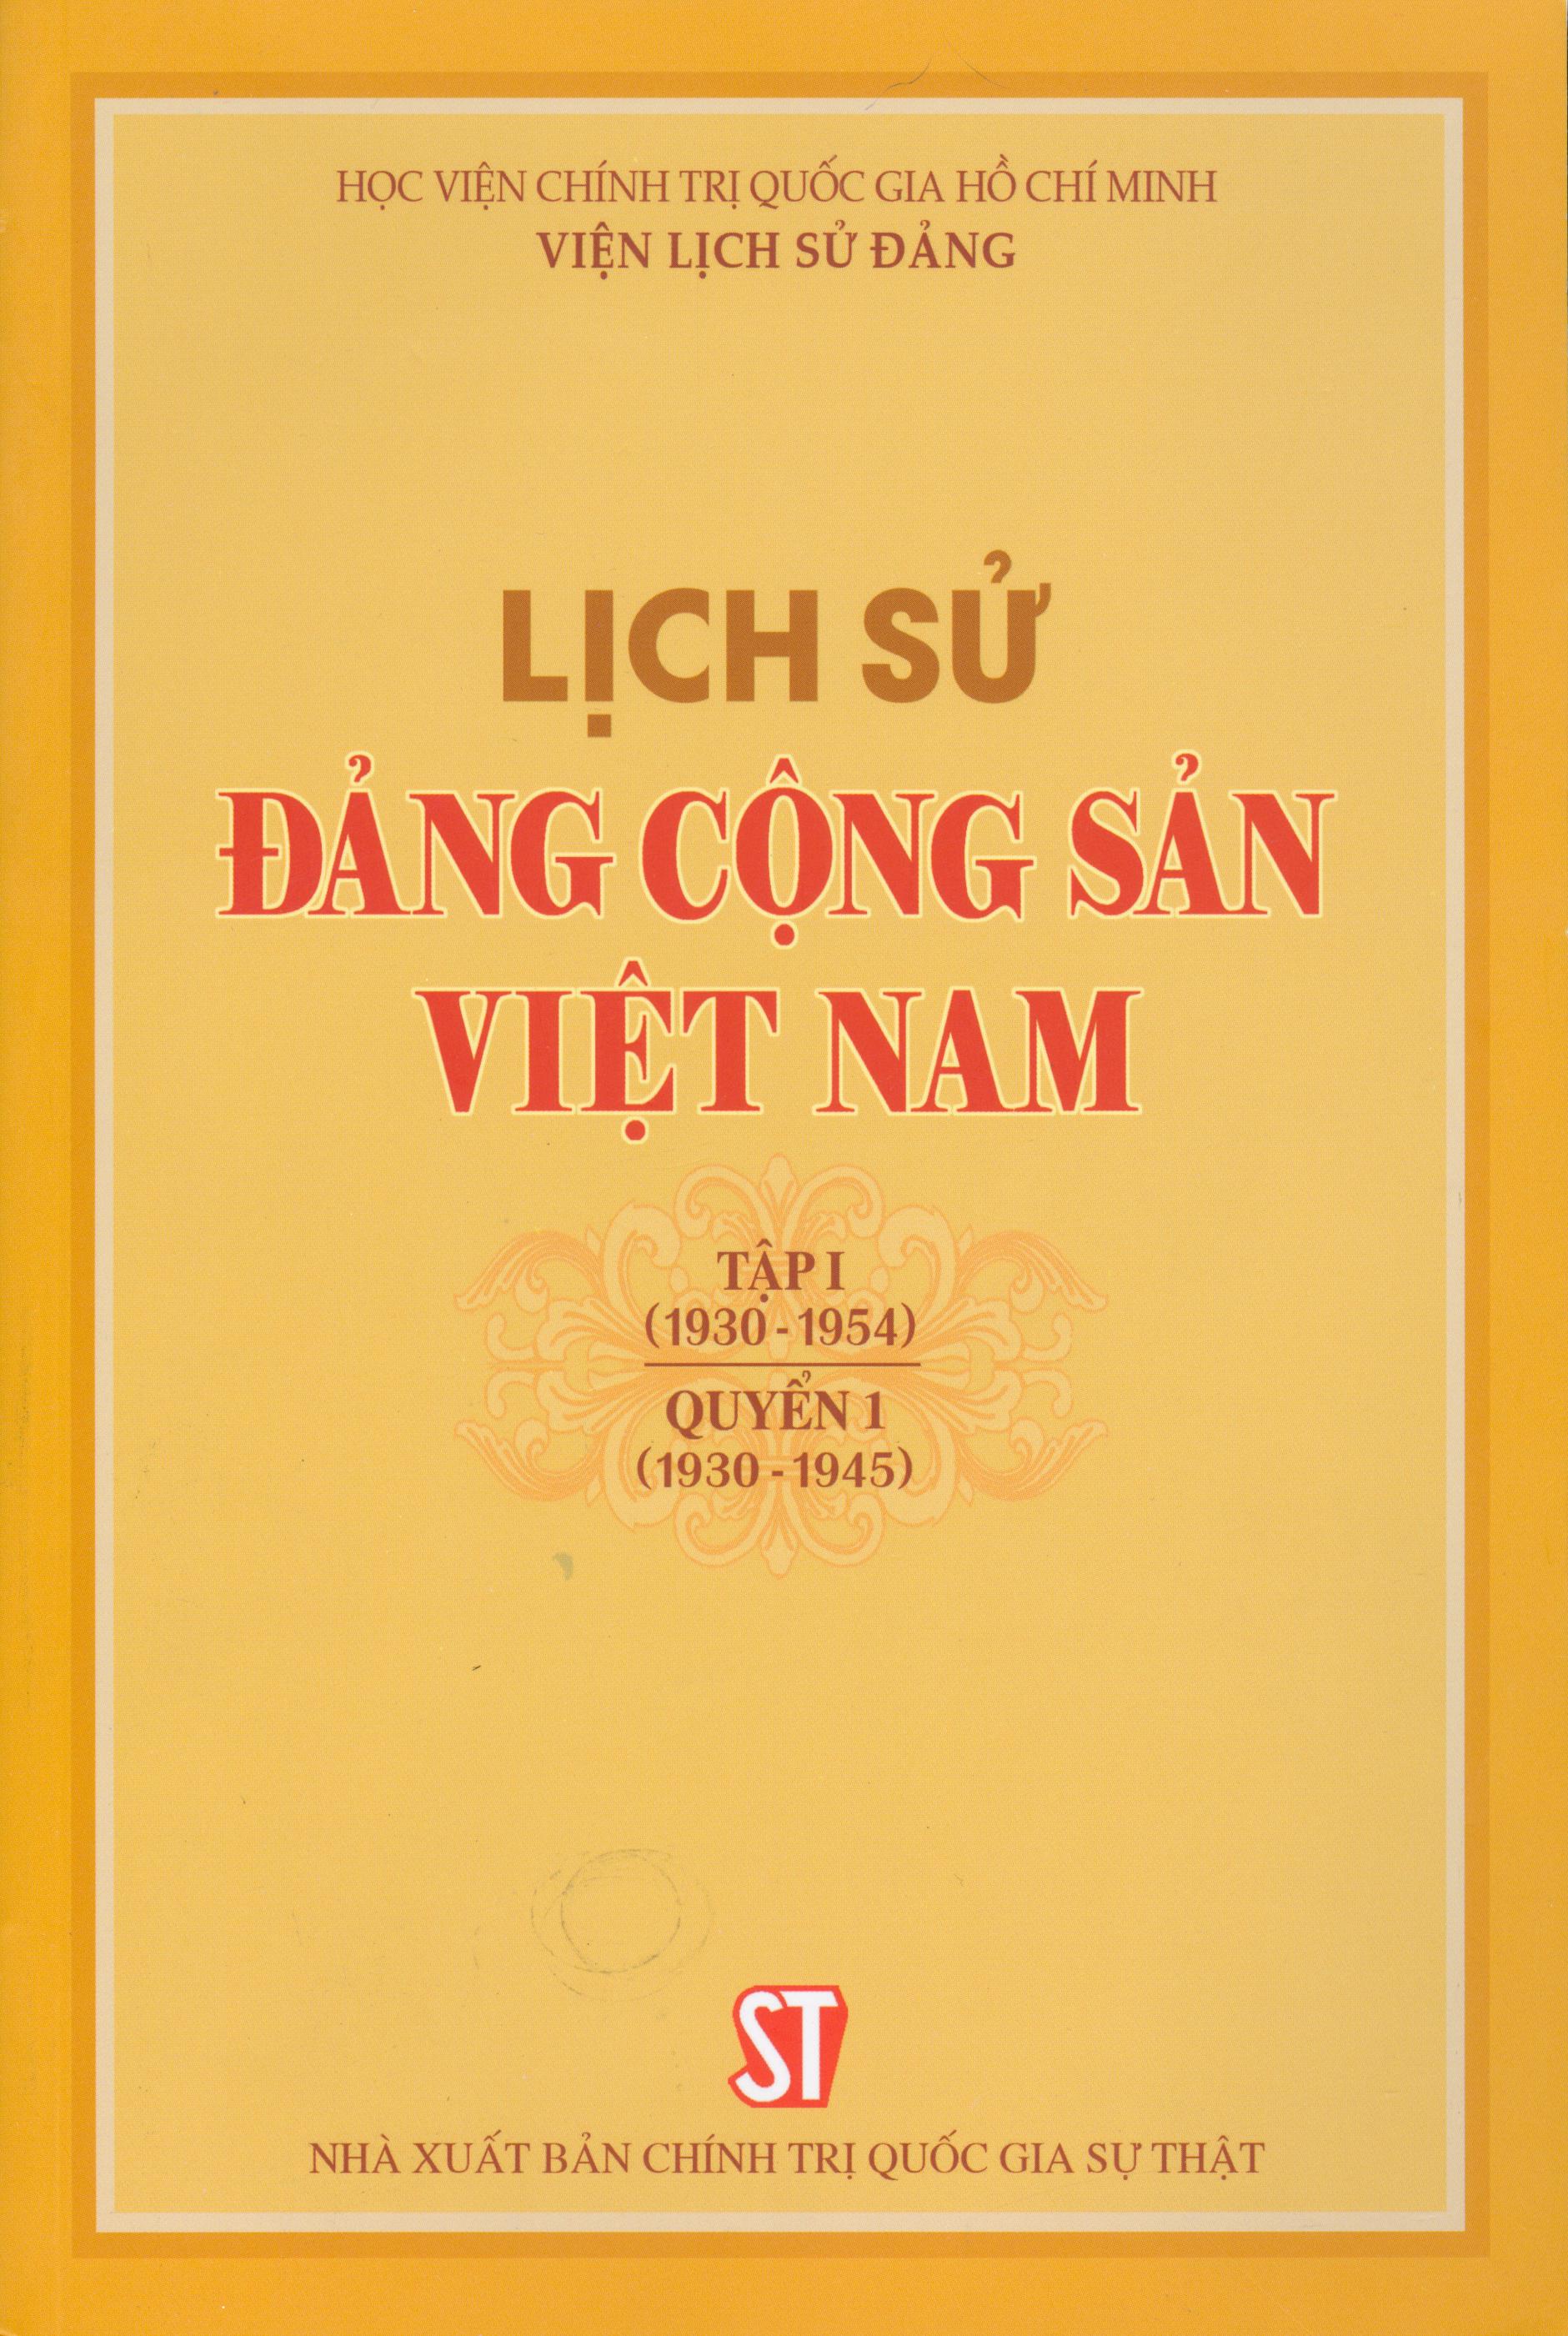 HỌC VIỆN CHÍNH TRỊ QUỐC GIA HỒ CHÍ MINH
VIỆN LỊCH SỬ ĐẢNG
LỊCH SỬ
ĐẢNG CỘNG SẢN
VIỆT NAM
TẬP I
(1930 - 1954)
QUYỂN 1
(1930 - 1945)
ST
NHÀ XUẤT BẢN CHÍNH TRỊ QUỐC GIA SỰ THẬT